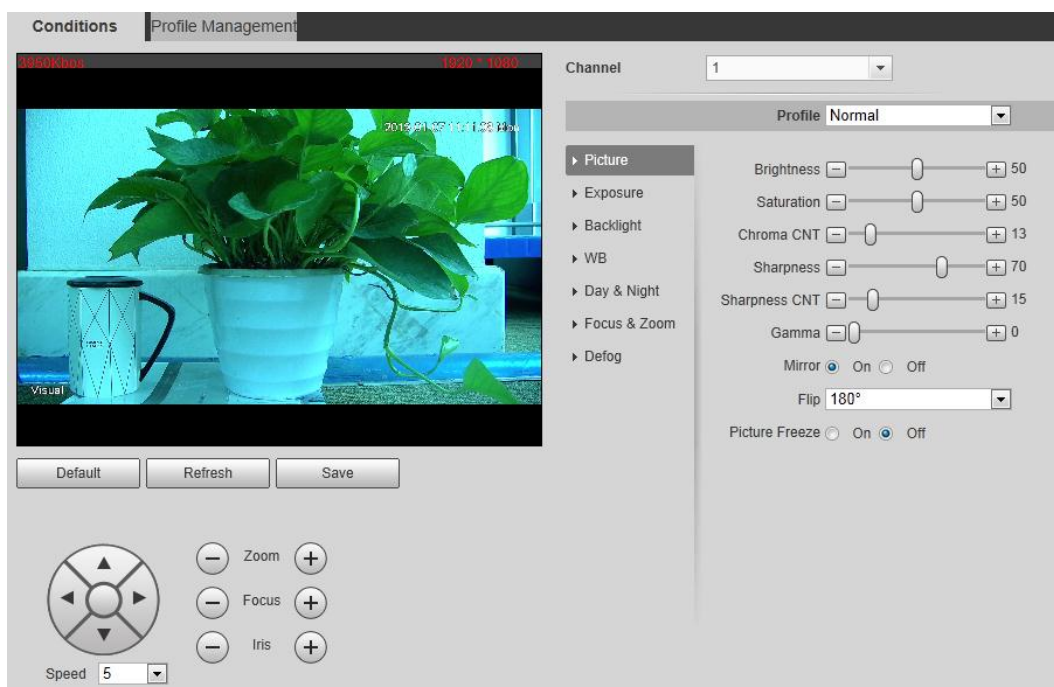 Conditions
Profile Management
3950Kbps 1920 * 1080
Visual
Default
Refresh
Save
Zoom
Focus
Iris
Speed 5
Channel 1
Profile Normal
Picture
Exposure
Backlight
WB
Day & Night
Focus & Zoom
Defog
Brightness 50
Saturation 50
Chroma CNT 13
Sharpness 70
Sharpness CNT 15
Gamma 0
Mirror On Off
Flip 180°
Picture Freeze On Off